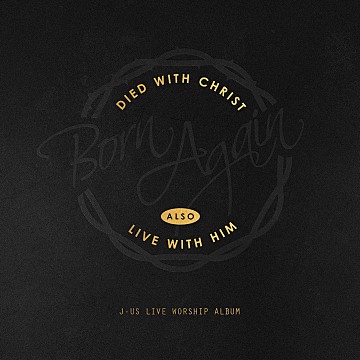 DIED WITH CHRIST
Born Again
ALSO
LIVE WITH HIM
J-US LIVE WORSHIP ALBUM